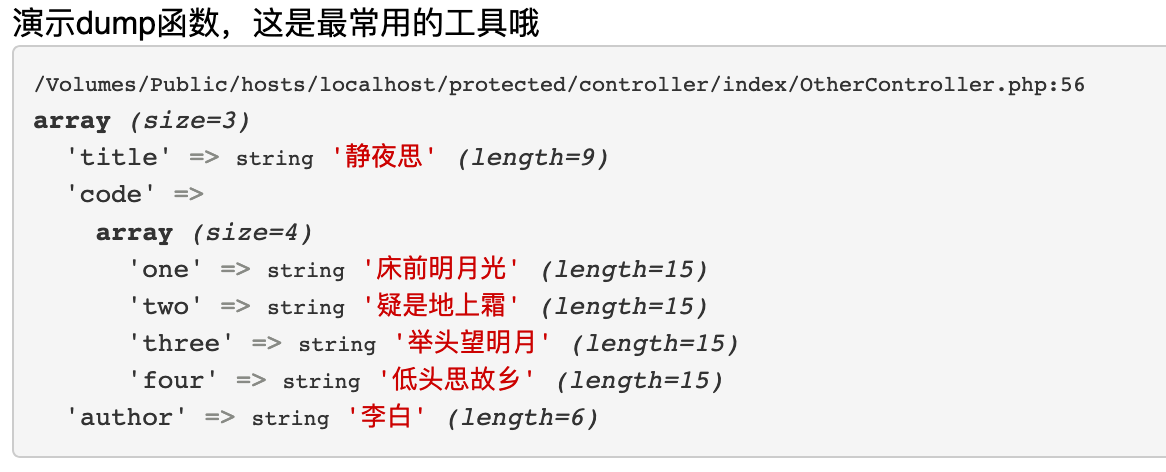 演示dump函数，这是最常用的工具哦
/Volumes/Public/hosts/localhost/protected/controller/index/OtherController.php:56
array (size=3)
  'title' => string '静夜思' (length=9)
  'code' =>
    array (size=4)
      'one' => string '床前明月光' (length=15)
      'two' => string '疑是地上霜' (length=15)
      'three' => string '举头望明月' (length=15)
      'four' => string '低头思故乡' (length=15)
  'author' => string '李白' (length=6)